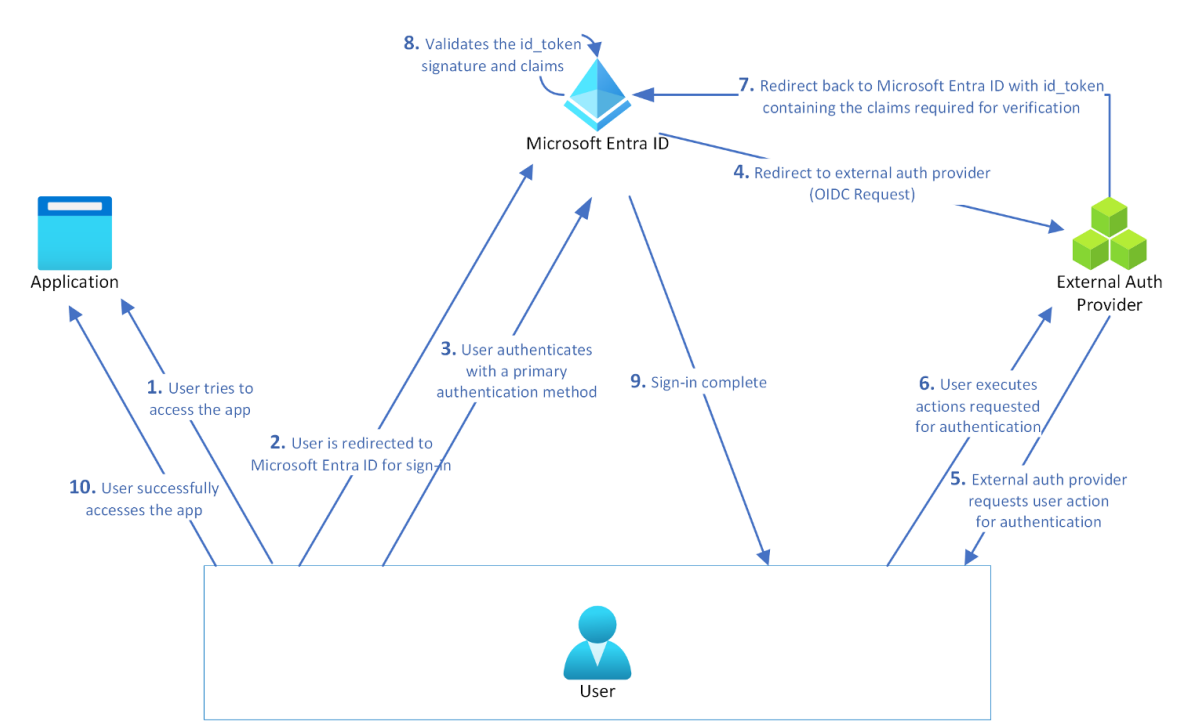 8. Validates the id_token
signature and claims
7. Redirect back to Microsoft Entra ID with id_token
containing the claims required for verification
Microsoft Entra ID
4. Redirect to external auth provider
(OIDC Request)
Application
External Auth
Provider
3. User authenticates
with a primary
authentication method
9. Sign-in complete
1. User tries to
access the app
6. User executes
actions requested
for authentication
2. User is redirected to
Microsoft Entra ID for sign-in
10. User successfully
accesses the app
5. External auth provider
requests user action
for authentication
User